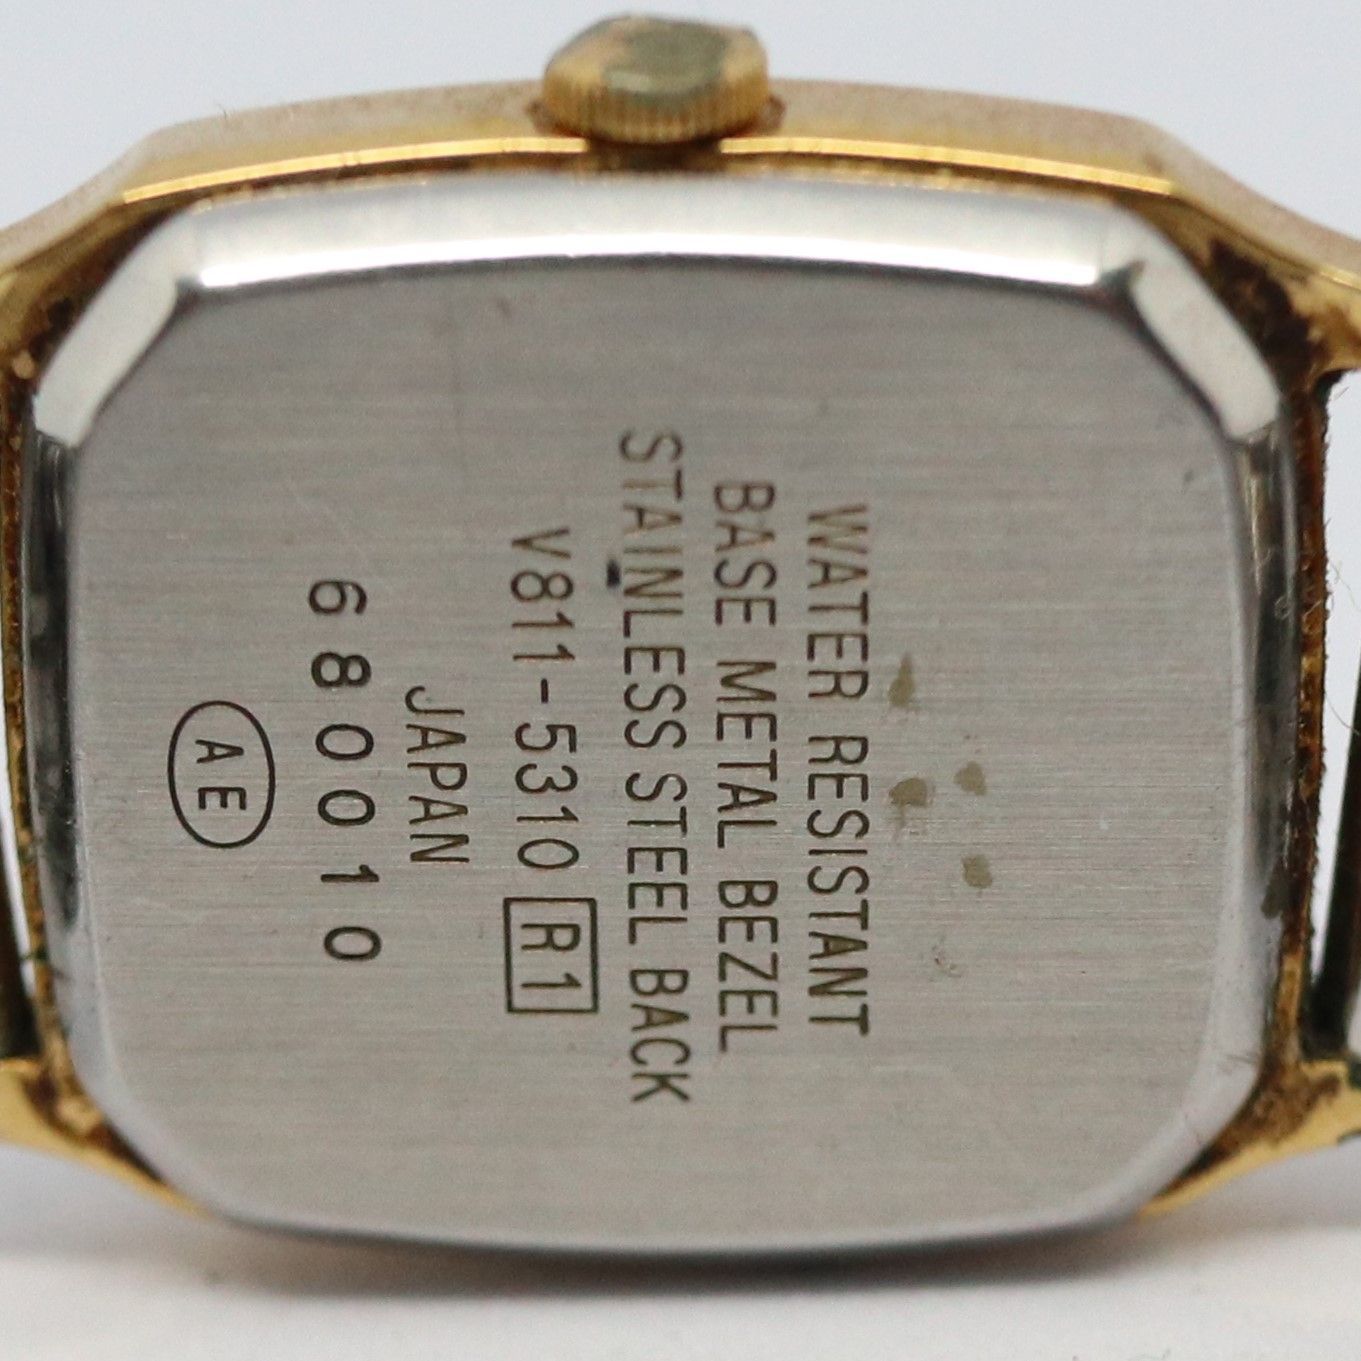 WATER RESISTANT
BASE METAL BEZEL
STAINLESS STEEL BACK
V811-5310 R1
JAPAN
680010
AE